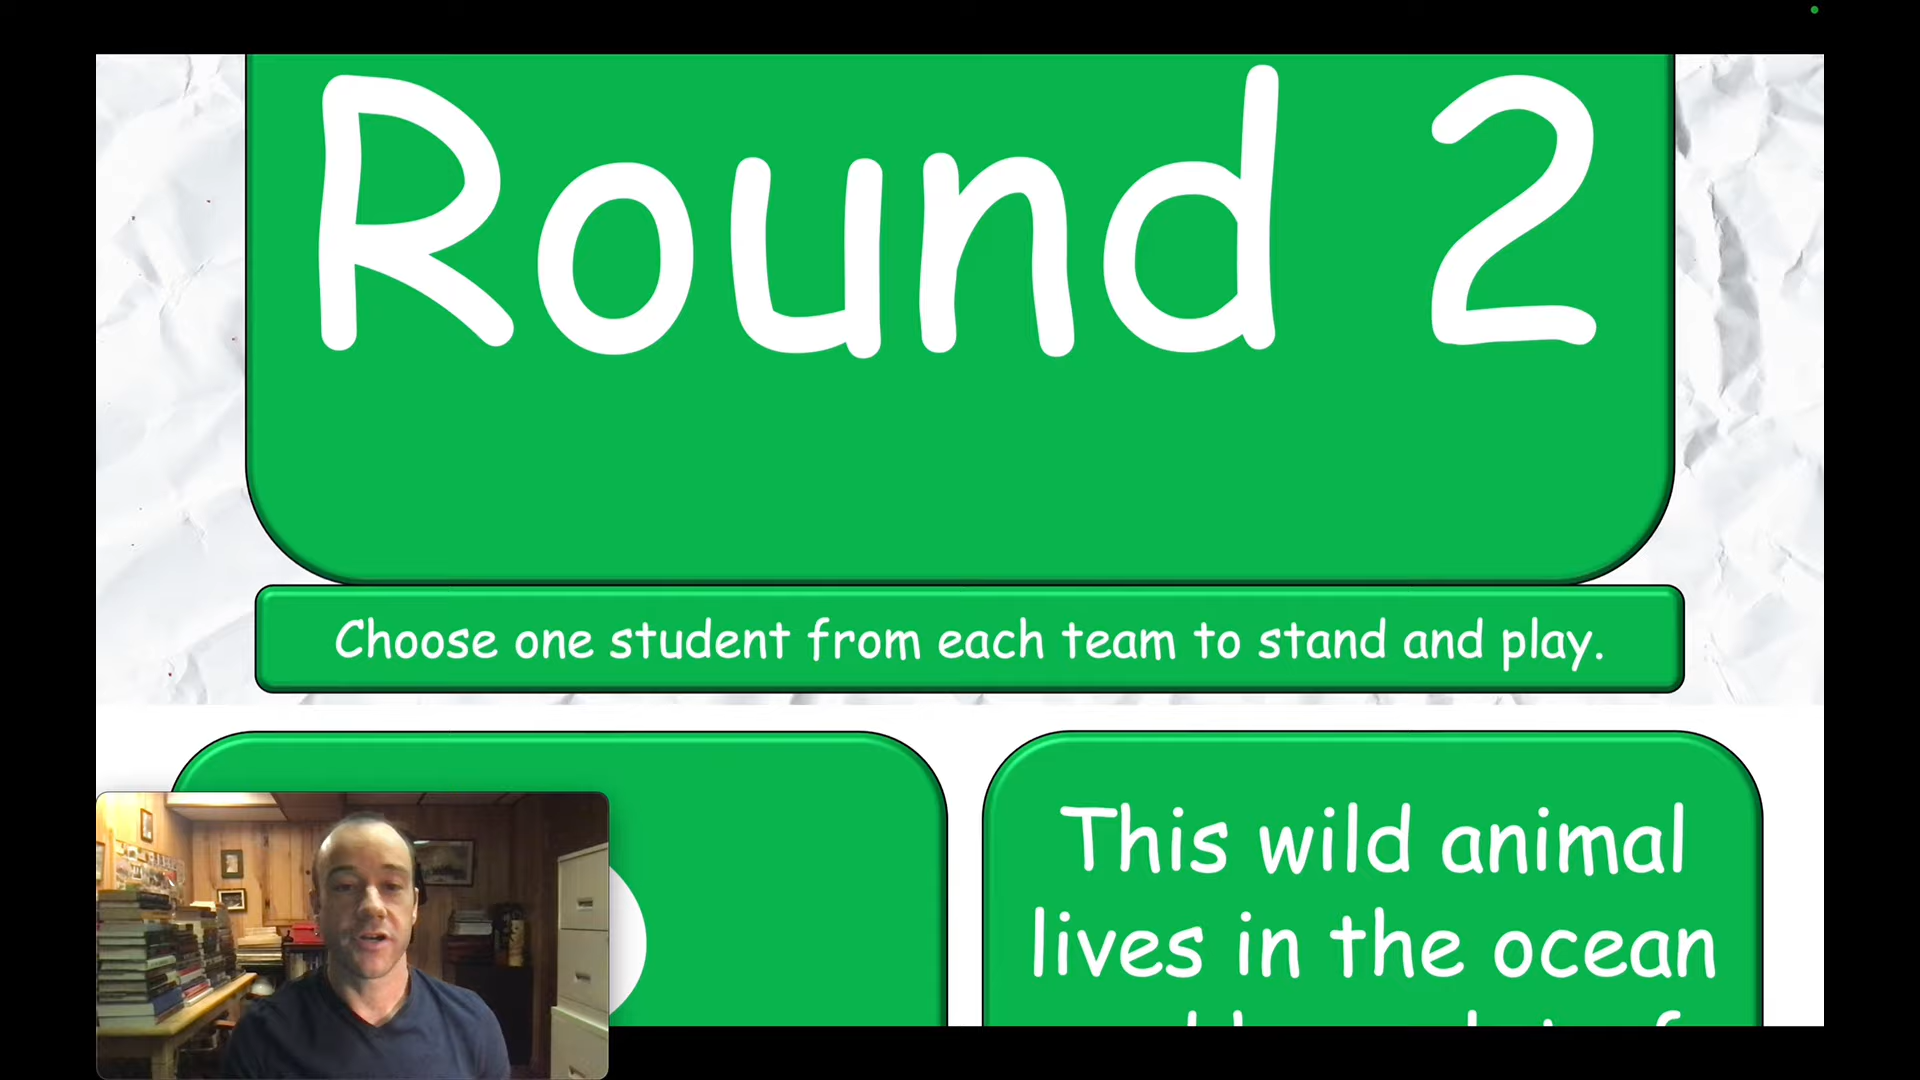 Round 2
Choose one student from each team to stand and play.
This wild animal
lives in the ocean